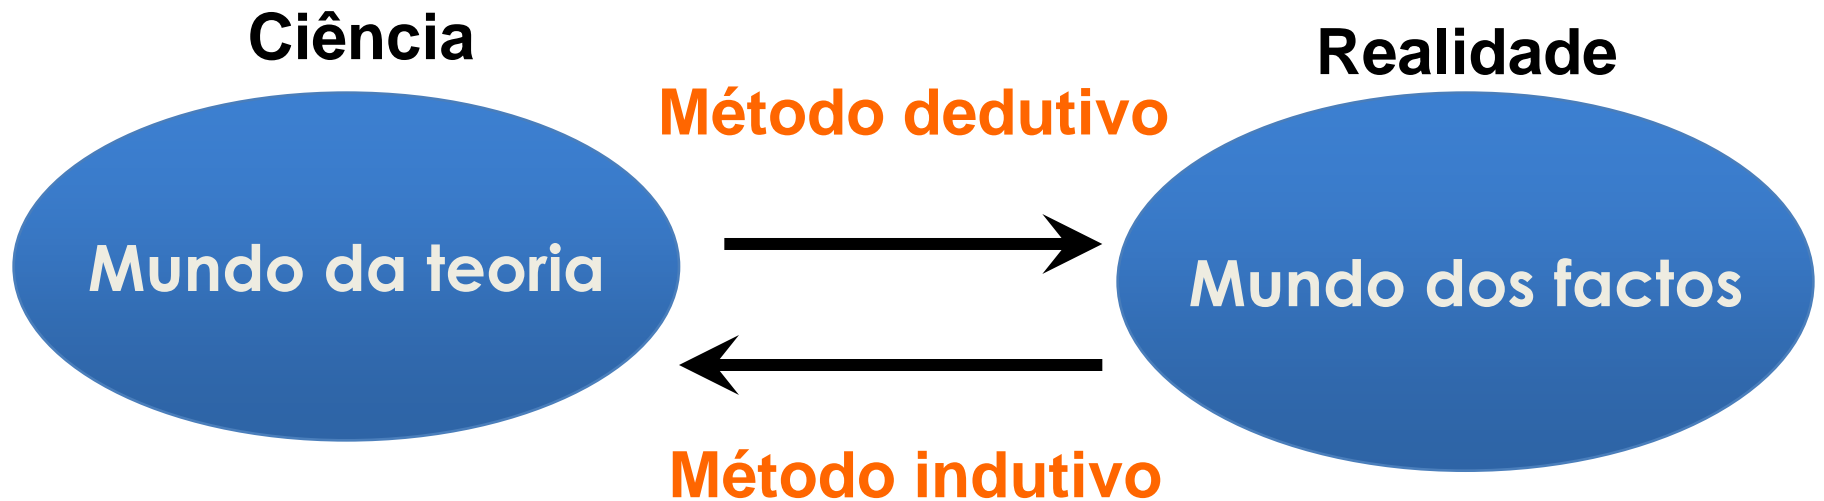 Ciência
Realidade
Método dedutivo
Mundo da teoria
Mundo dos factos
Método indutivo